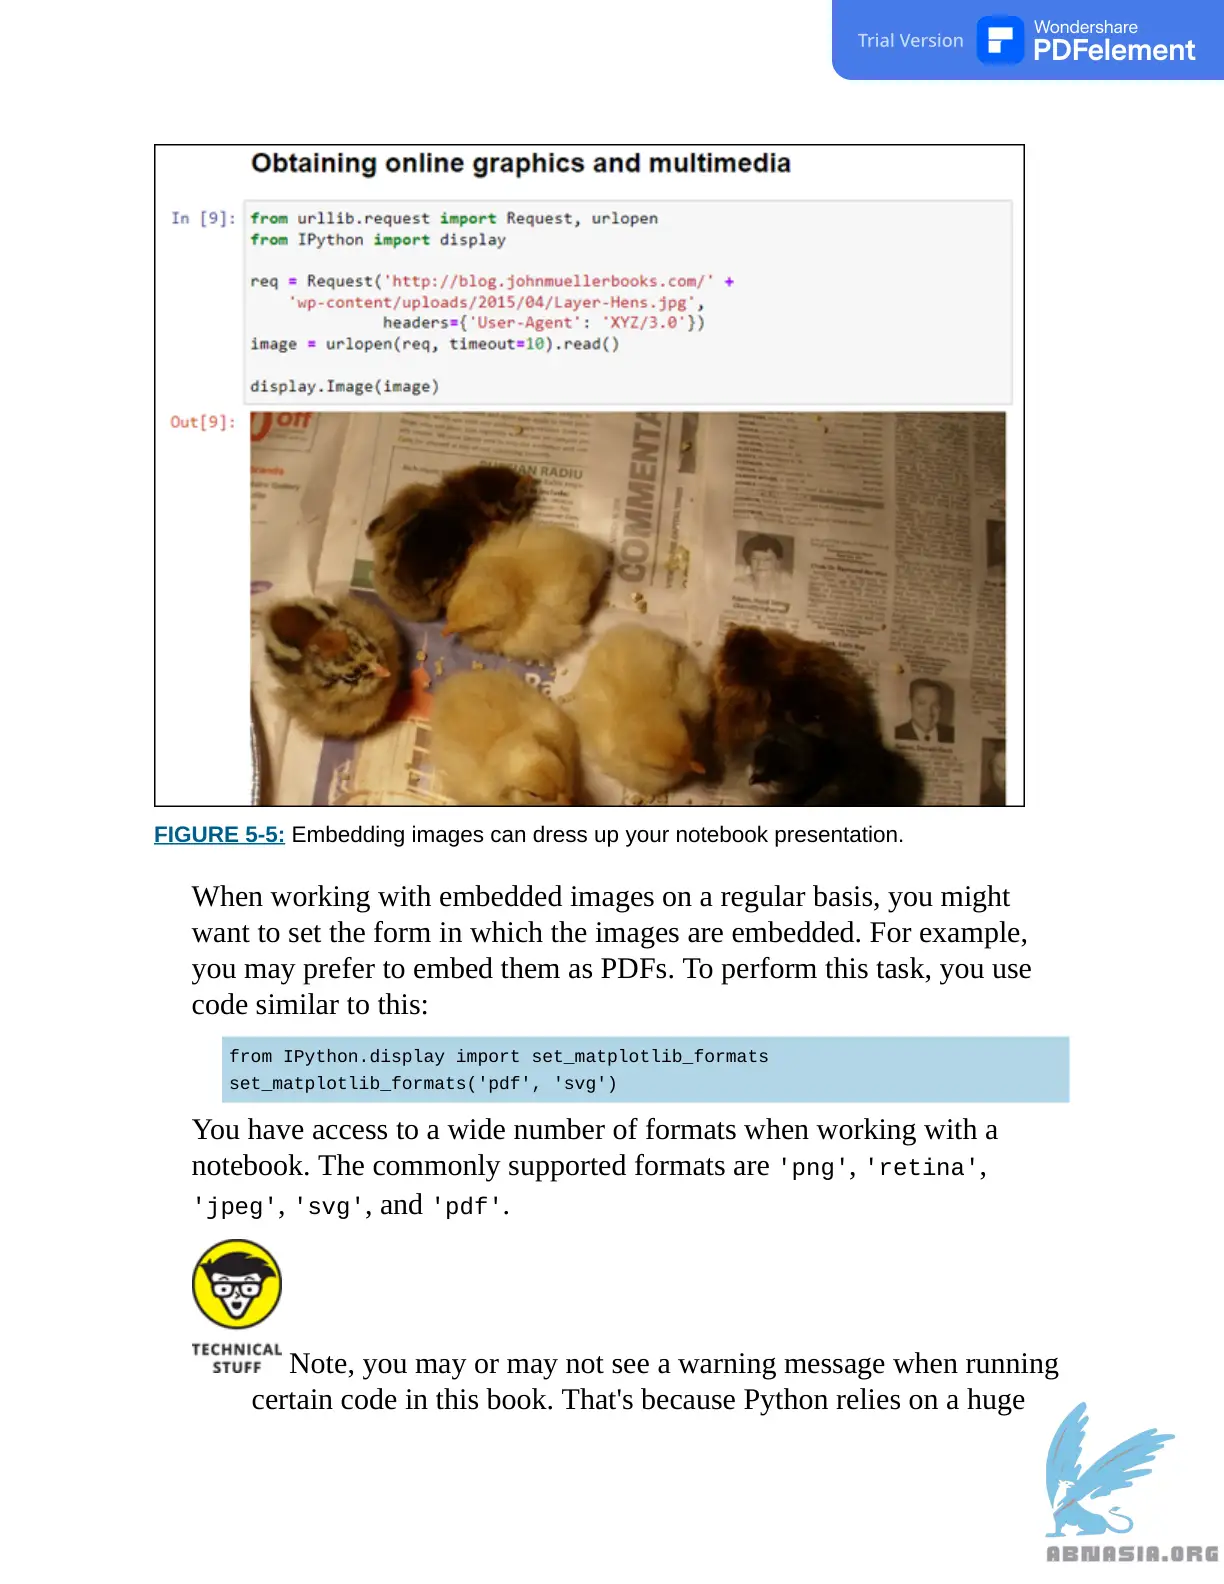 Trial Version
Wondershare
PDFelement
Obtaining online graphics and multimedia
In [9]:
from urllib.request import Request, urlopen
from IPython import display
req = Request('http://blog.johnmuellerbooks.com/' +
'wp-content/uploads/2015/04/Layer-Hens.jpg',
headers={'User-Agent': 'XYZ/3.0'})
image = urlopen(req, timeout=10).read()
display.Image(image)
Out[9]:
off
RADIU
COMMENTA
FIGURE 5-5: Embedding images can dress up your notebook presentation.
When working with embedded images on a regular basis, you might
want to set the form in which the images are embedded. For example,
you may prefer to embed them as PDFs. To perform this task, you use
code similar to this:
from IPython.display import set_matplotlib_formats
set_matplotlib_formats('pdf', 'svg')
You have access to a wide number of formats when working with a
notebook. The commonly supported formats are 'png', 'retina',
'jpeg', 'svg', and 'pdf'.
TECHNICAL
STUFF
Note, you may or may not see a warning message when running
certain code in this book. That's because Python relies on a huge
ABNASIA.ORG